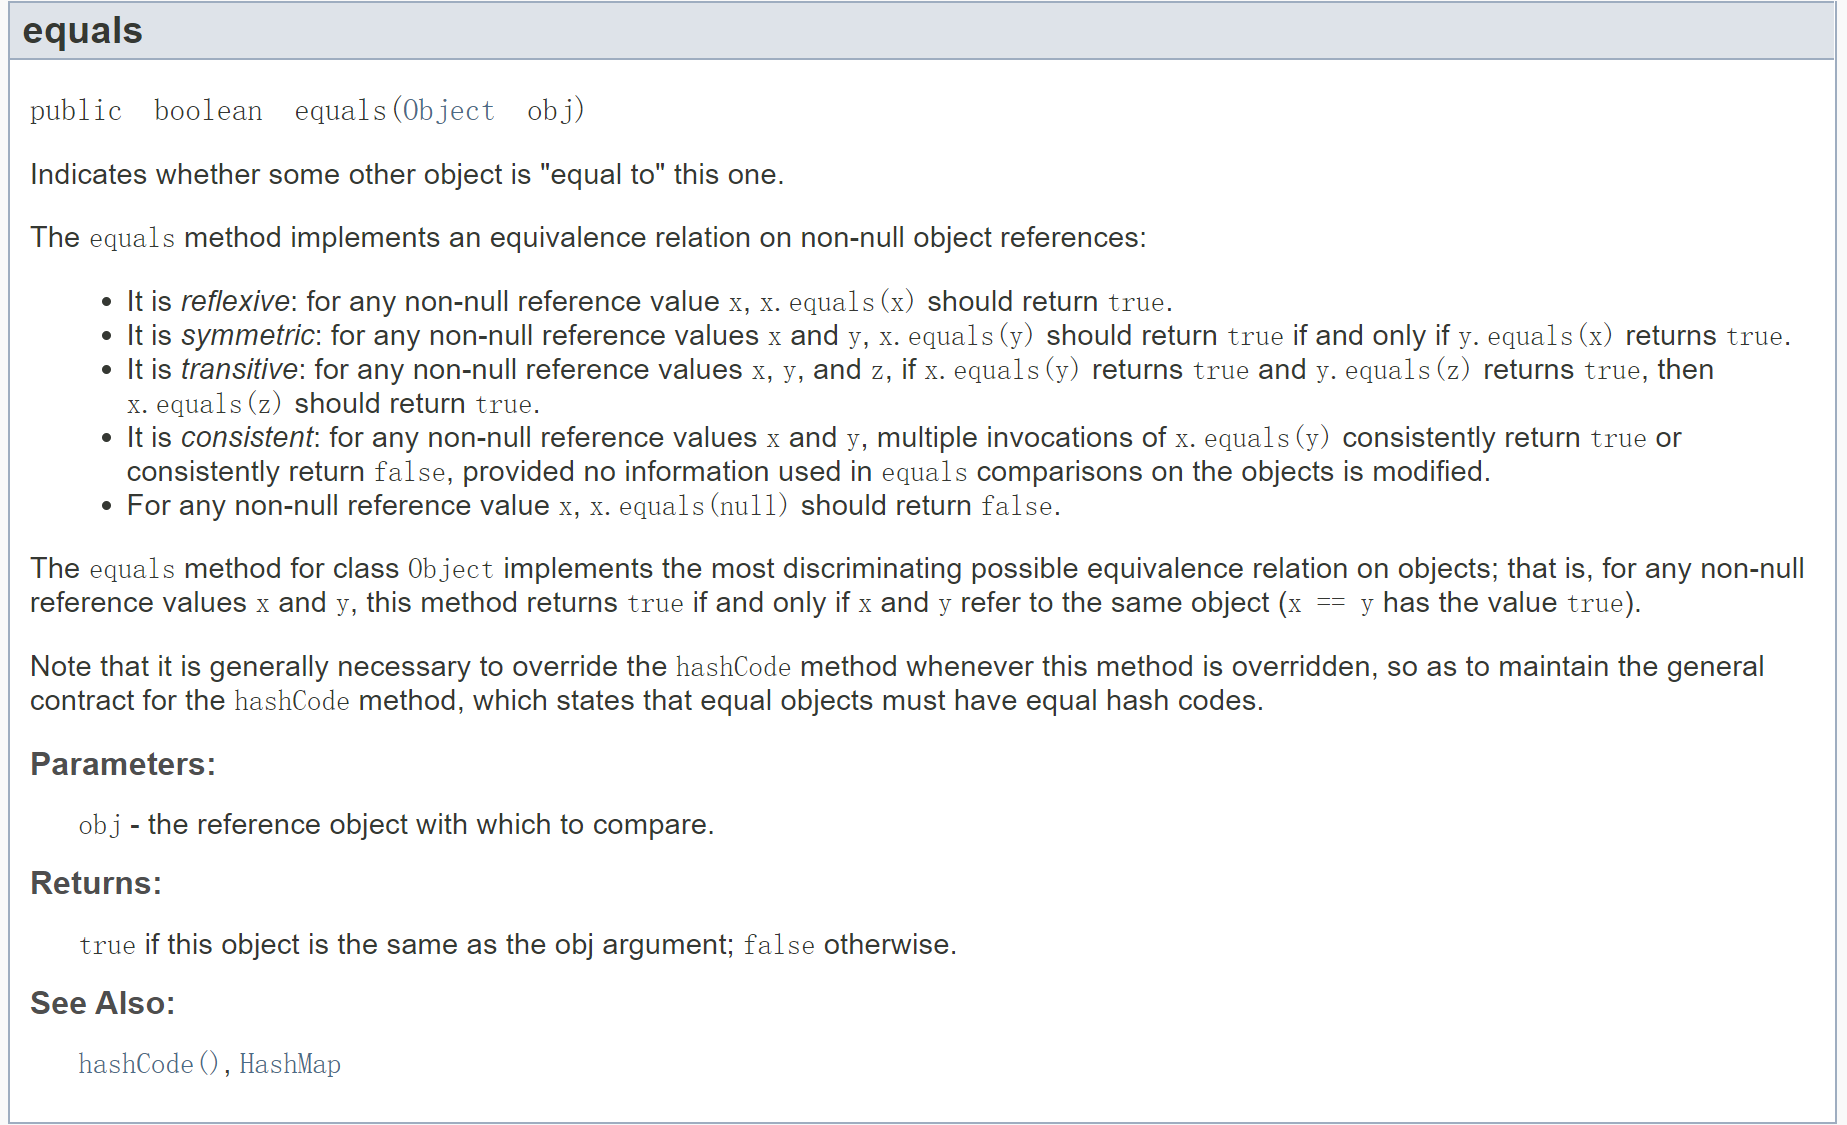 equals
public boolean equals(Object obj)
Indicates whether some other object is "equal to" this one.
The equals method implements an equivalence relation on non-null object references:
• It is reflexive: for any non-null reference value x, x.equals(x) should return true.
• It is symmetric: for any non-null reference values x and y, x.equals(y) should return true if and only if y.equals(x) returns true.
• It is transitive: for any non-null reference values x, y, and z, if x.equals(y) returns true and y.equals(z) returns true, then
x.equals(z) should return true.
• It is consistent: for any non-null reference values x and y, multiple invocations of x.equals(y) consistently return true or
consistently return false, provided no information used in equals comparisons on the objects is modified.
• For any non-null reference value x, x.equals(null) should return false.
The equals method for class Object implements the most discriminating possible equivalence relation on objects; that is, for any non-null
reference values x and y, this method returns true if and only if x and y refer to the same object (x == y has the value true).
Note that it is generally necessary to override the hashCode method whenever this method is overridden, so as to maintain the general
contract for the hashCode method, which states that equal objects must have equal hash codes.
Parameters:
obj - the reference object with which to compare.
Returns:
true if this object is the same as the obj argument; false otherwise.
See Also:
hashCode(), HashMap